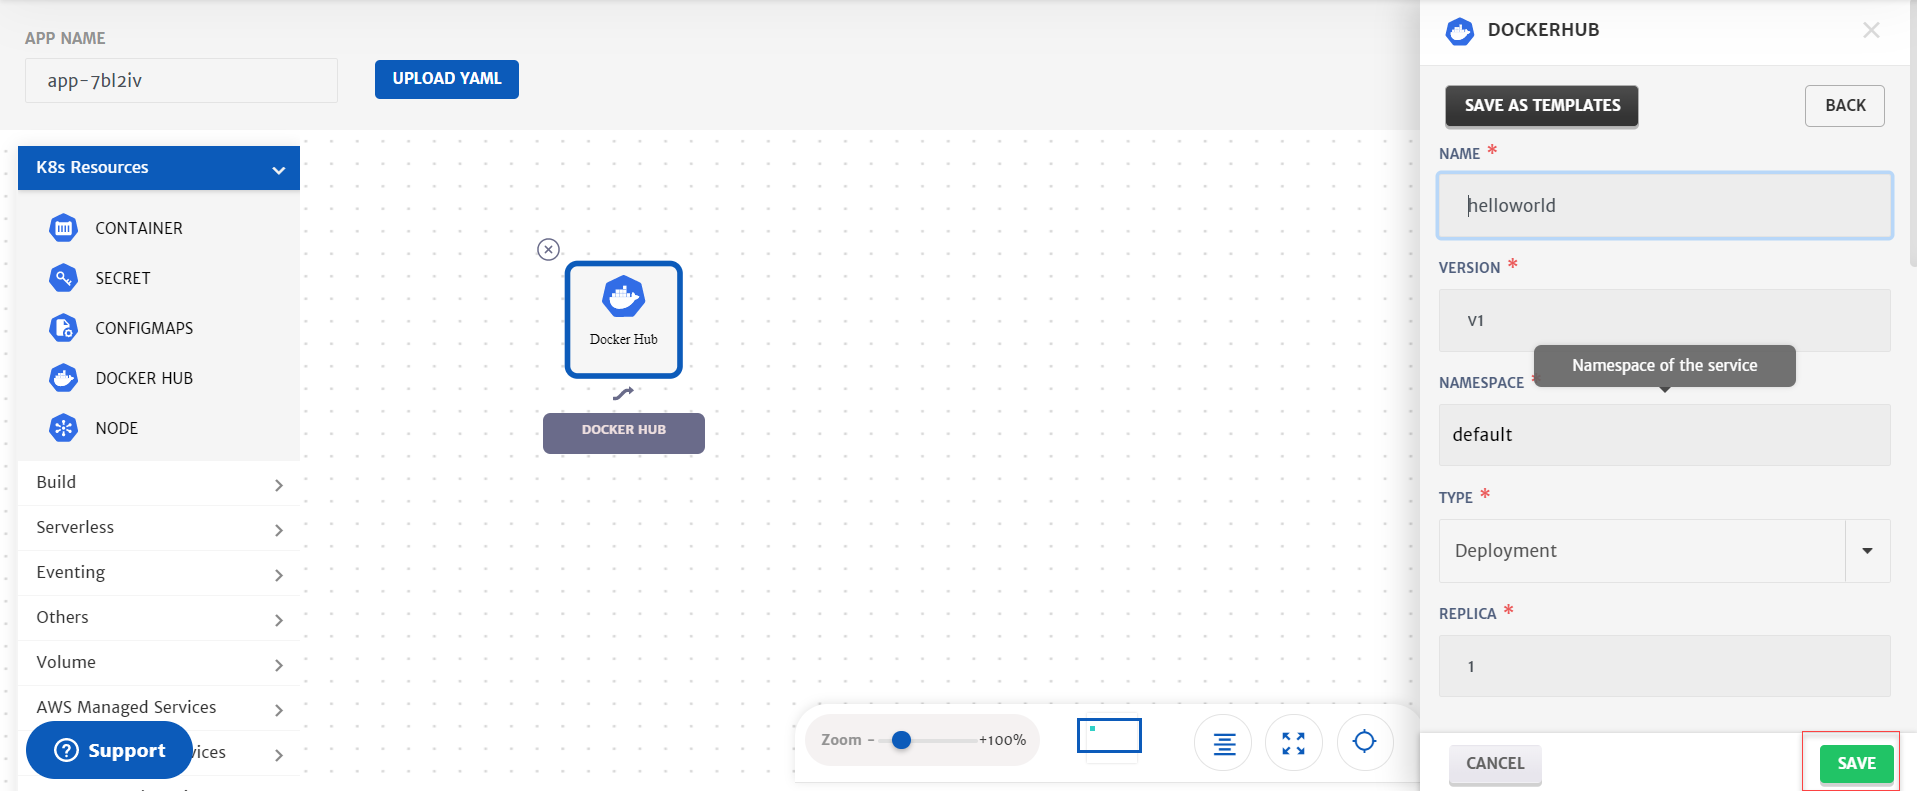 APP NAME
app-7bl2iv
UPLOAD YAML
K8s Resources
CONTAINER
SECRET
CONFIGMAPS
DOCKER HUB
NODE
Build
Serverless
Eventing
Others
Volume
AWS Managed Services
vices
Support
Docker Hub
DOCKER HUB
Zoom - +100%
DOCKERHUB
SAVE AS TEMPLATES
BACK
NAME *
helloworld
VERSION *
v1
Namespace of the service
NAMESPACE *
default
TYPE *
Deployment
REPLICA *
1
CANCEL
SAVE